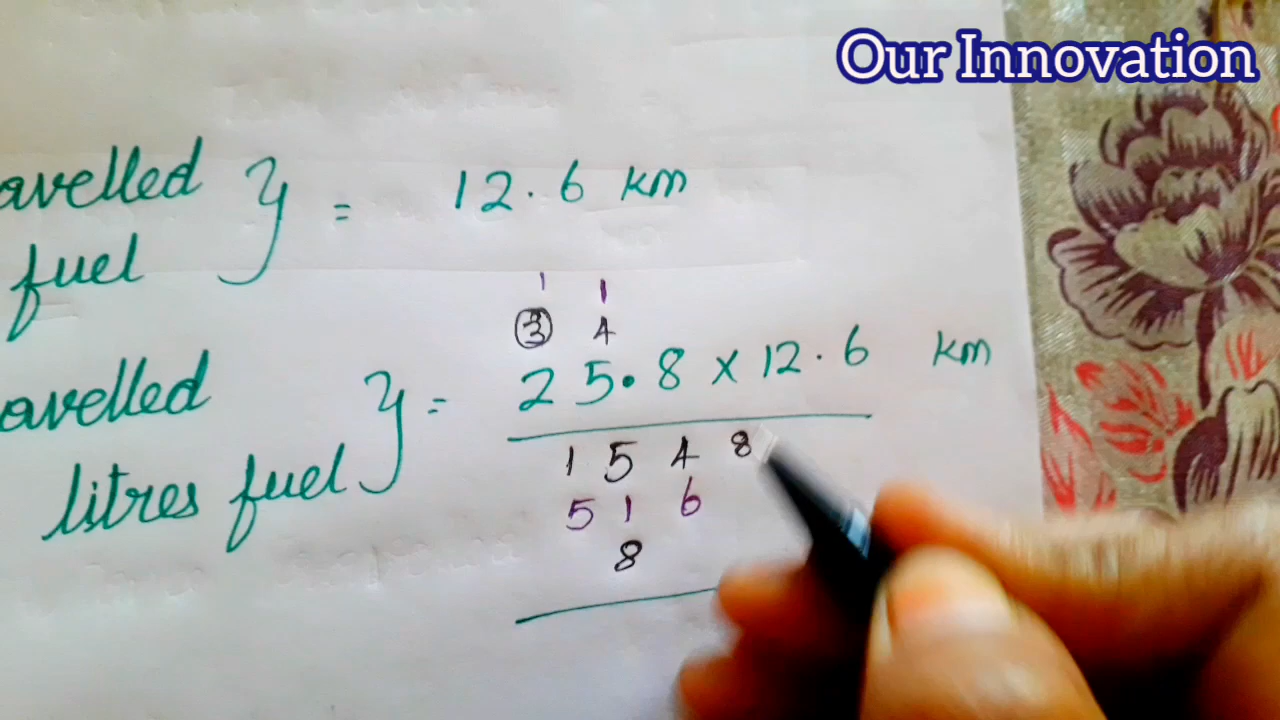 Our Innovation
avelled } = 12.6 km
fuel
1 1
3 4
avelled } = 25.8 x 12.6 km
litres fuel
1 5 4 8
5 1 6
8